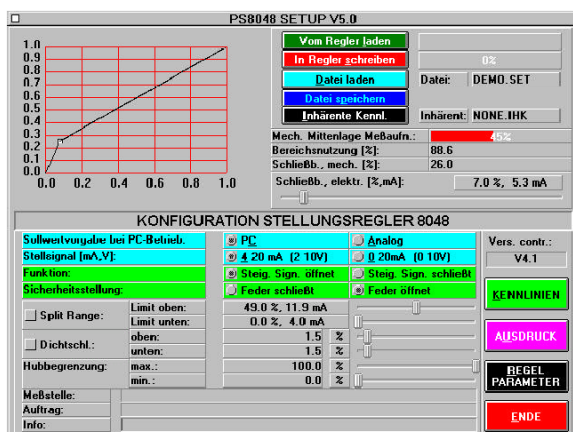 PS8048 SETUP V5.0
1.0
0.9
0.8
0.7
0.6
0.5
0.4
0.3
0.2
0.1
0.0
0.0 0.2 0.4 0.6 0.8 1.0
Vom Regler laden
In Regler schreiben 0%
Datei laden Datei: DEMO.SET
Datei speichern
Inhärente Kennl. Inhärent: NONE.IHK
Mech. Mittenlage Meßaufn.: 45%
Bereichsnutzung [%]: 88.6
Schließb., mech. [%]: 26.0
Schließb., elektr. [%,mA]: 7.0 %, 5.3 mA
KONFIGURATION STELLUNGSREGLER 8048
Sollwertvorgabe bei PC-Betrieb. PC Analog
Stellsignal [mA,V]: 4 20 mA (2 10V) 0 20mA (0 10V)
Funktion: Steig. Sign. öffnet Steig. Sign. schließt
Sicherheitsstellung: Feder schließt Feder öffnet
Split Range: Limit oben: 49.0 %, 11.9 mA
Limit unten: 0.0 %, 4.0 mA
Dichtschl.: oben: 1.5 %
unten: 1.5 %
Hubbegrenzung: max.: 100.0 %
min.: 0.0 %
Meßstelle:
Auftrag:
Info:
Vers. contr.:
V4.1
KENNLINIEN
AUSDRUCK
REGEL
PARAMETER
ENDE